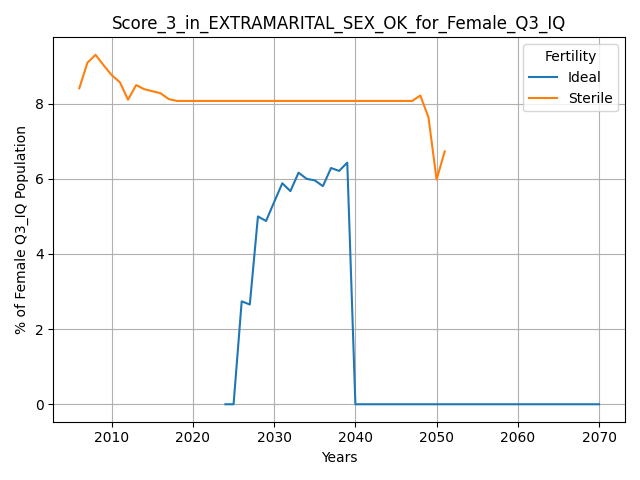 Score_3_in_EXTRAMARITAL_SEX_OK_for_Female_Q3_IQ
Fertility
Ideal
Sterile
% of Female Q3_IQ Population
8
6
4
2
0
2010 2020 2030 2040 2050 2060 2070
Years